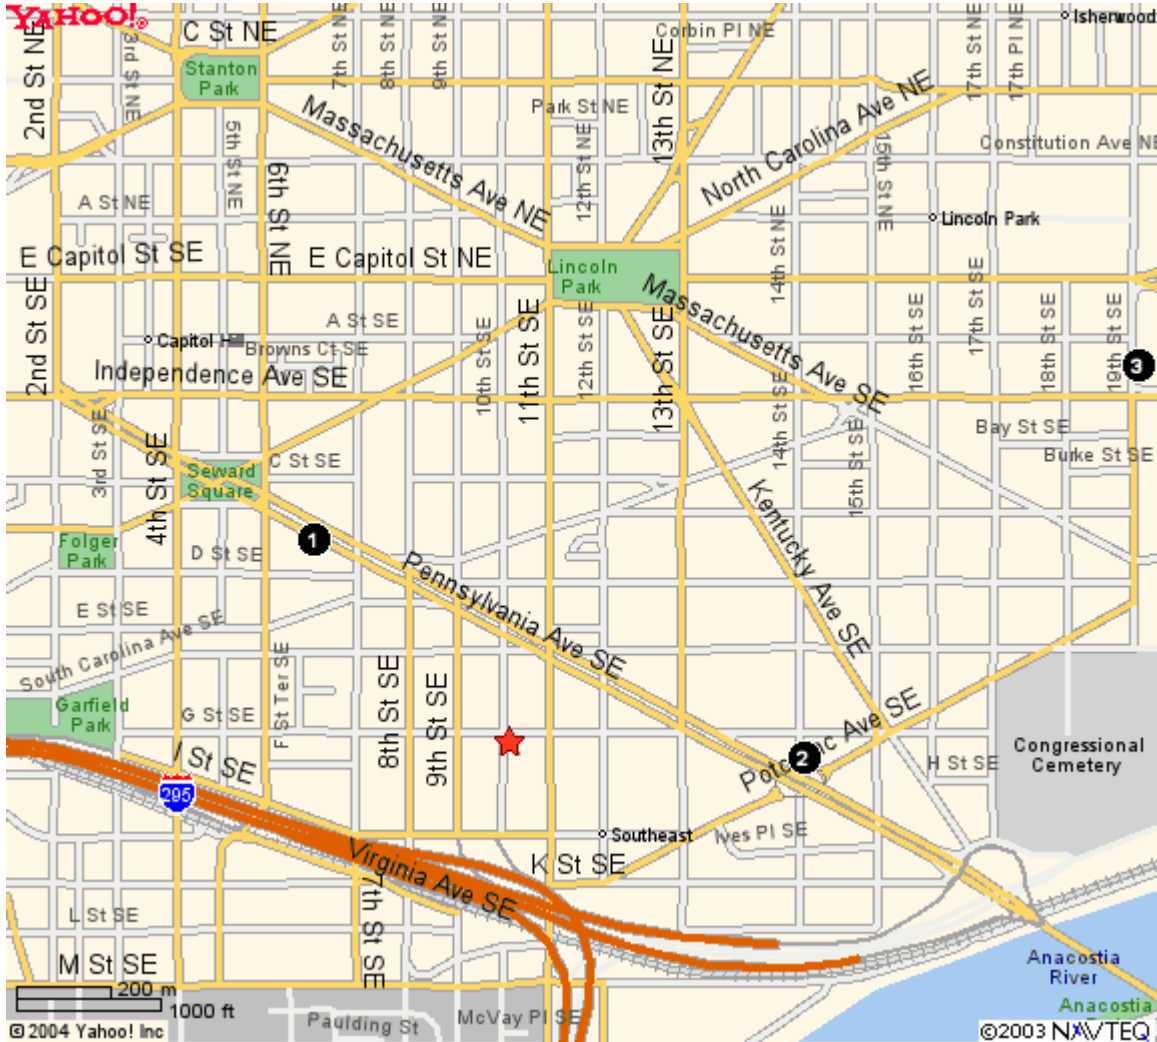 YAHOO!®
C St NE
Isherwood
2nd St NE
3rd St NE
7th St NE
8th St NE
9th St NE
Corbin Pl NE
17th St NE
17th Pl NE
Stanton
Park
13th St NE
Park St NE
Massachusetts Ave NE
North Carolina Ave NE
5th St NE
6th St NE
12th St NE
15th St NE
Constitution Ave NE
A St NE
Lincoln Park
E Capitol St SE
E Capitol St NE
Lincoln
Park
14th St NE
Massachusetts Ave SE
2nd St SE
A St SE
Capitol H
Browns Ct SE
Independence Ave SE
10th St SE
11th St SE
12th St SE
13th St SE
16th St SE
17th St SE
18th St SE
19th St SE
3
14th St SE
15th St SE
Bay St SE
Burke St SE
3rd St SE
4th St SE
C St SE
Seward
Square
Folger
Park
D St SE
1
Kentucky Ave SE
Pennsylvania Ave SE
E St SE
South Carolina Ave SE
F St Ter SE
8th St SE
9th St SE
Garfield
Park
G St SE
I St SE
295
2
Ave SE
H St SE
Congressional
Cemetery
Southeast
Ives Pl SE
K St SE
Virginia Ave SE
7th St SE
L St SE
M St SE
Anacostia
River
Anacostia
200 m
1000 ft
Paulding St
McVay Pl SE
© 2004 Yahoo! Inc
©2003 NAVTEQ